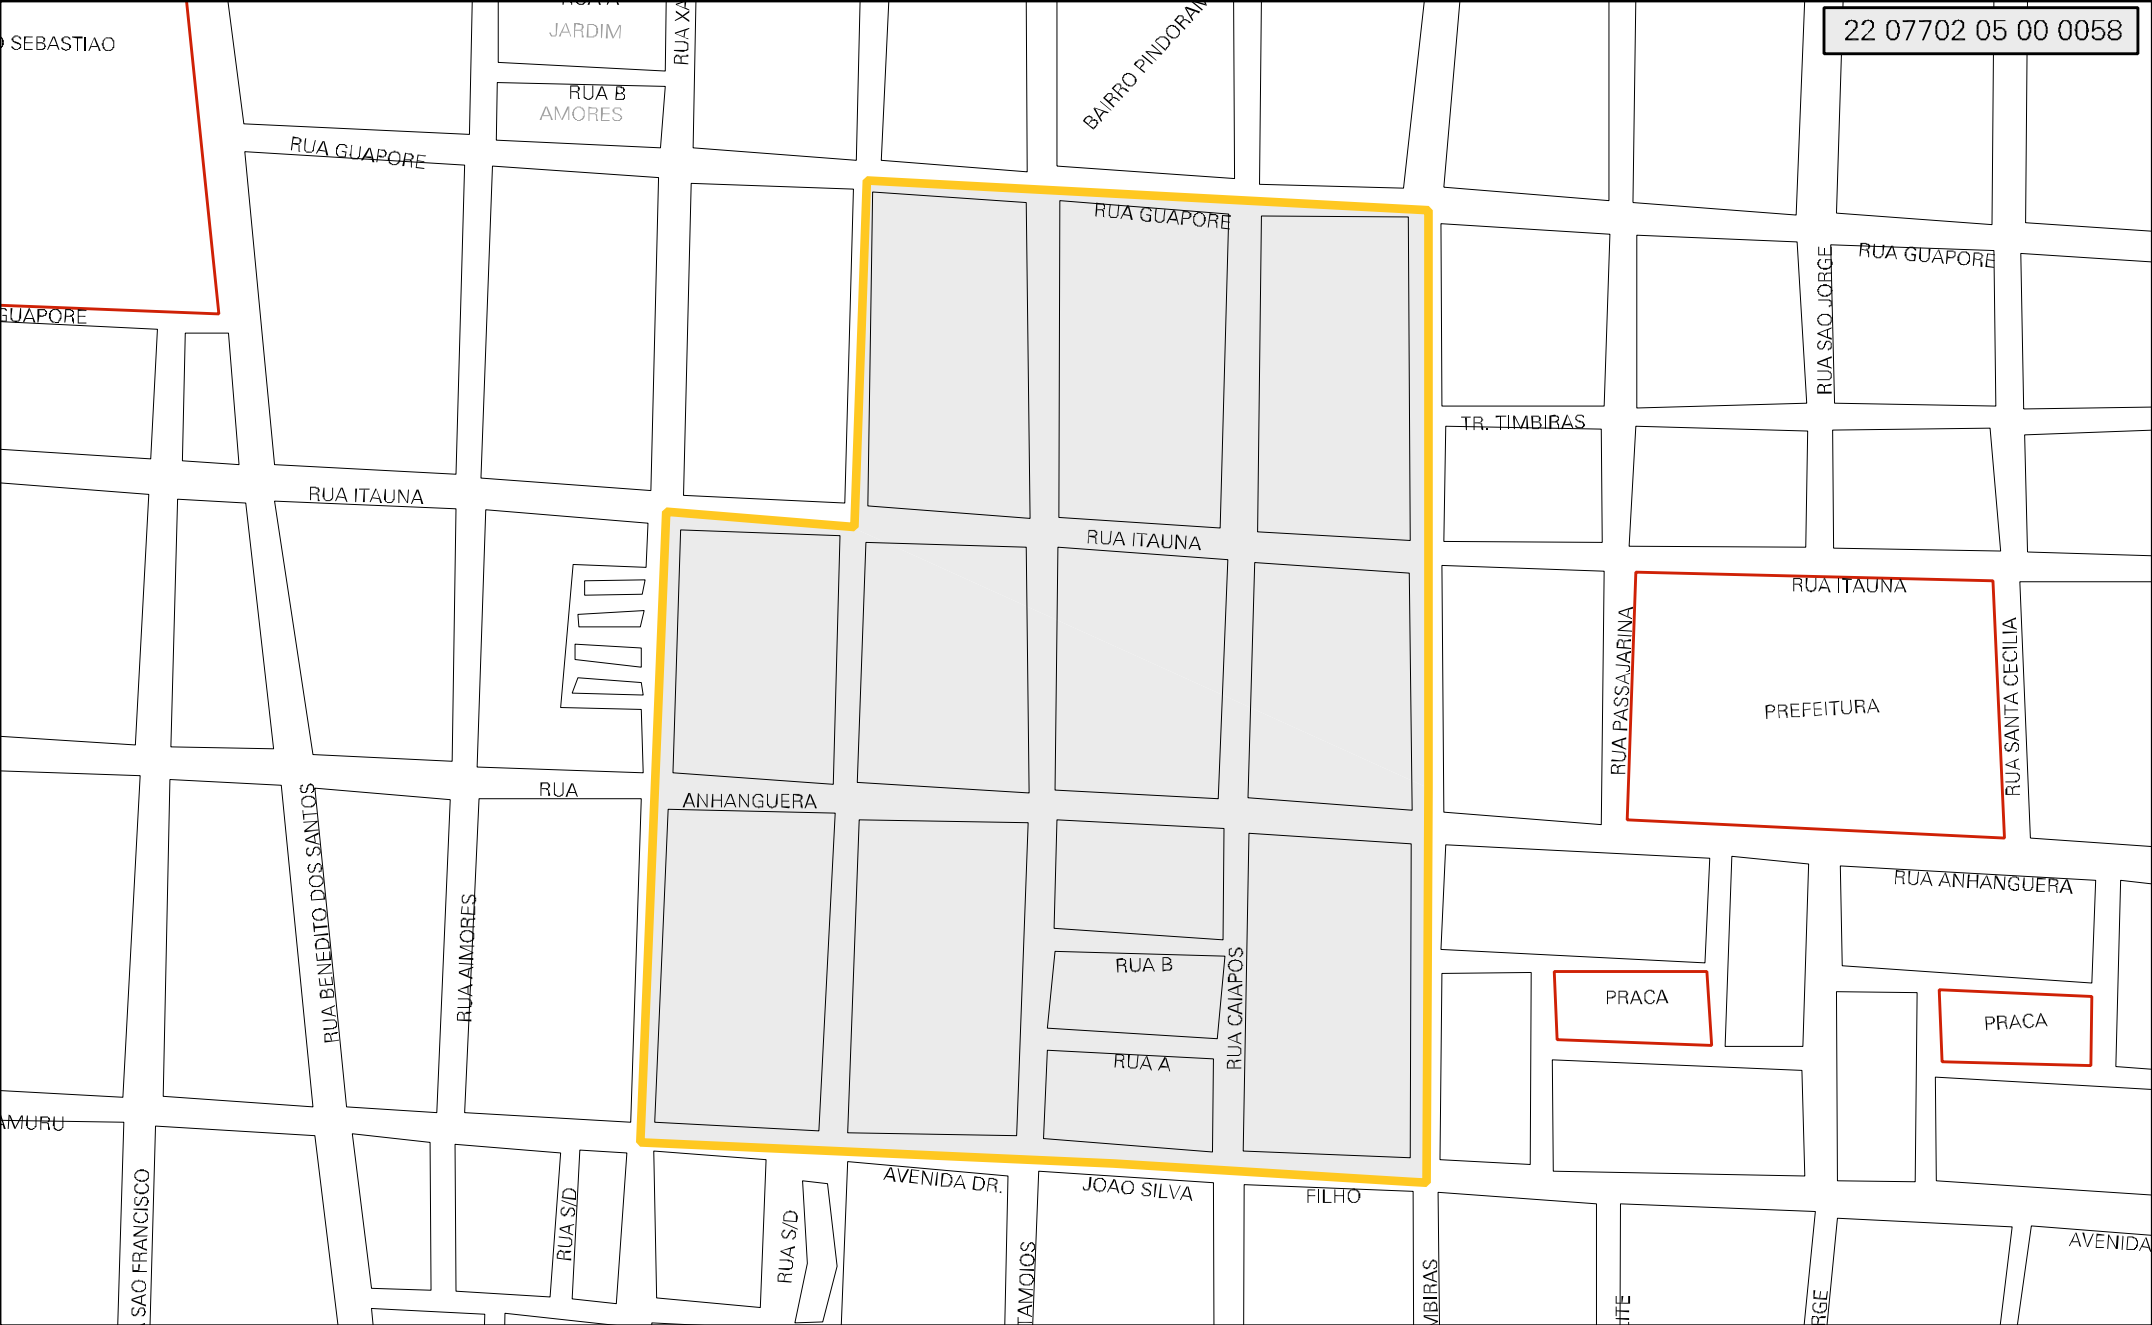 22 07702 05 00 0058
SEBASTIAO
JARDIM
RUA B
AMORES
BAIRRO
RUA GUAPORE
RUA GUAPORE
RUA GUAPORE
RUA SAO JORGE
GUAPORE
TR. TIMBIRAS
RUA ITAUNA
RUA ITAUNA
RUA ITAUNA
RUA PASSAJARINA
RUA SANTA CECILIA
PREFEITURA
RUA
ANHANGUERA
RUA BENEDITO DOS SANTOS
RUA AIMORES
RUA ANHANGUERA
RUA B
RUA CAIAPOS
PRACA
PRACA
RUA A
AMURU
AVENIDA DR.
JOAO SILVA
FILHO
SAO FRANCISCO
RUA S/D
RUA S/D
TAMOIOS
MBIRAS
AVENIDA